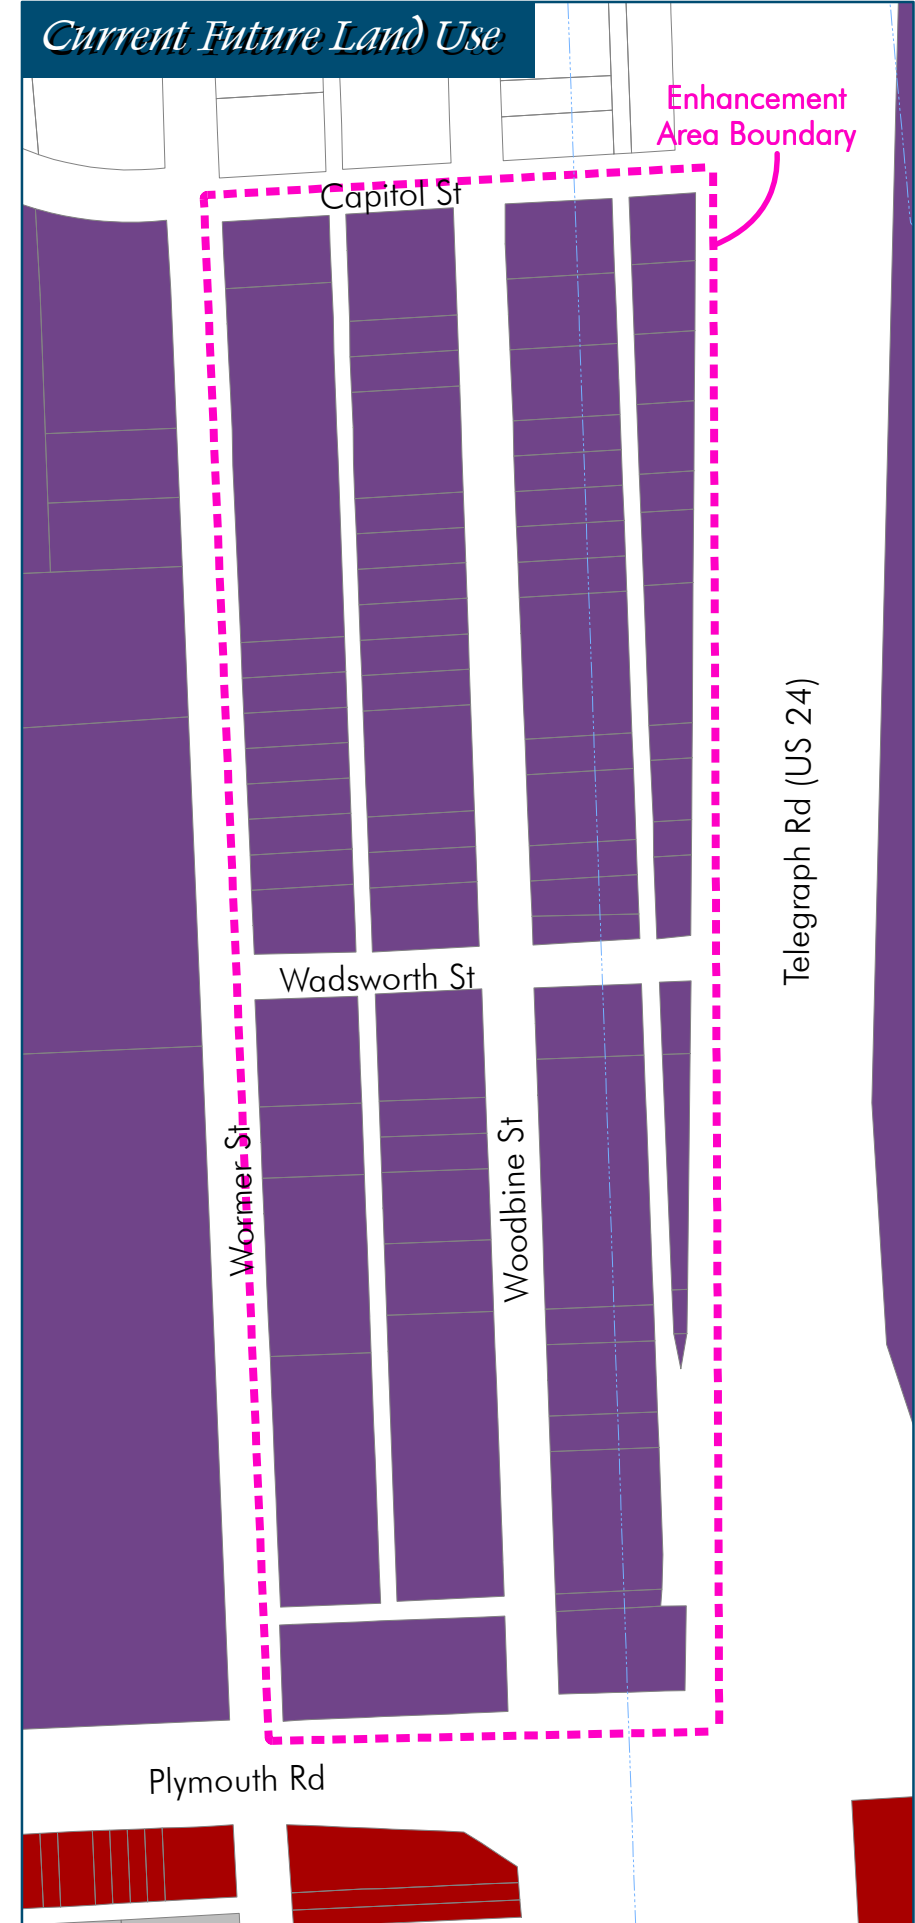 Current Future Land Use
Enhancement
Area Boundary
Capitol St
Telegraph Rd (US 24)
Wadsworth St
Wormer St
Woodbine St
Plymouth Rd